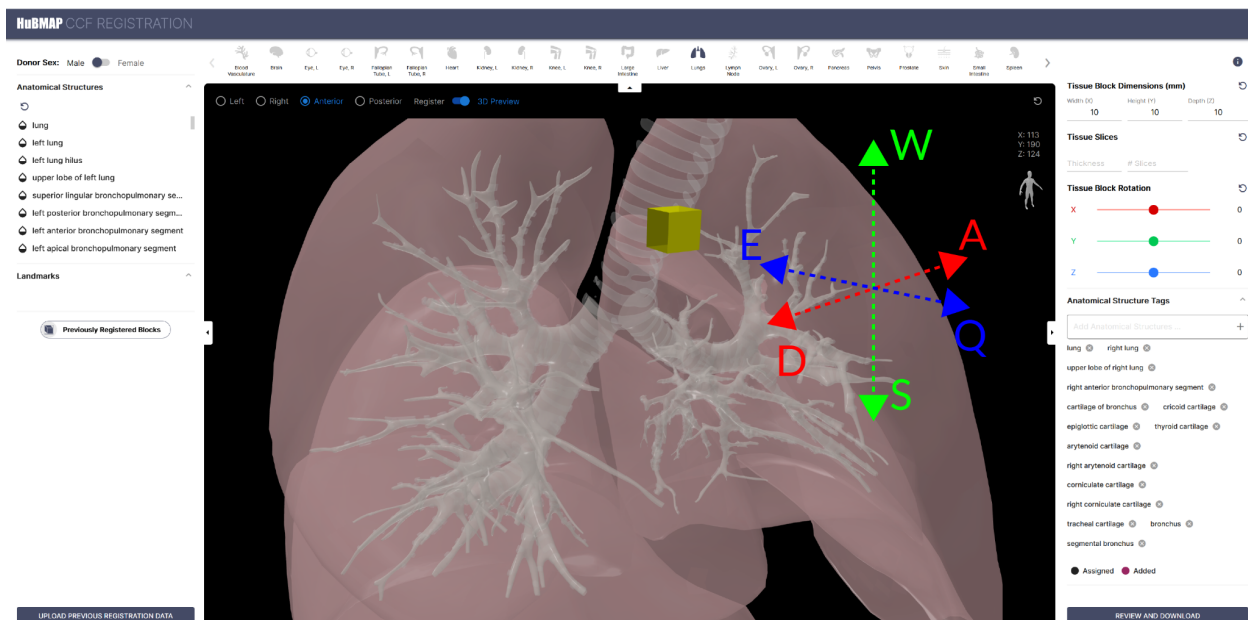 HuBMAP CCF REGISTRATION
Donor Sex: Male Female
Anatomical Structures
lung
left lung
left lung hilus
upper lobe of left lung
superior lingular bronchopulmonary se...
left posterior bronchopulmonary segm...
left anterior bronchopulmonary segment
left apical bronchopulmonary segment
Landmarks
Previously Registered Blocks
UPLOAD PREVIOUS REGISTRATION DATA
Blood Vasculature
Brain
Eye, L
Eye, R
Fallopian Tube, L
Fallopian Tube, R
Heart
Kidney, L
Kidney, R
Knee, L
Knee, R
Large Intestine
Liver
Lungs
Lymph Node
Ovary, L
Ovary, R
Pancreas
Pelvis
Prostate
Skin
Small Intestine
Spleen
Left Right Anterior Posterior Register 3D Preview
X: 113
Y: 190
Z: 124
W
A
E
Q
D
S
Tissue Block Dimensions (mm)
Width (X) Height (Y) Depth (Z)
10 10 10
Tissue Slices
Thickness # Slices
Tissue Block Rotation
X 0
Y 0
Z 0
Anatomical Structure Tags
Add Anatomical Structures ...
lung right lung
upper lobe of right lung
right anterior bronchopulmonary segment
cartilage of bronchus cricoid cartilage
epiglottic cartilage thyroid cartilage
arytenoid cartilage
right arytenoid cartilage
corniculate cartilage
right corniculate cartilage
tracheal cartilage bronchus
segmental bronchus
Assigned Added
REVIEW AND DOWNLOAD